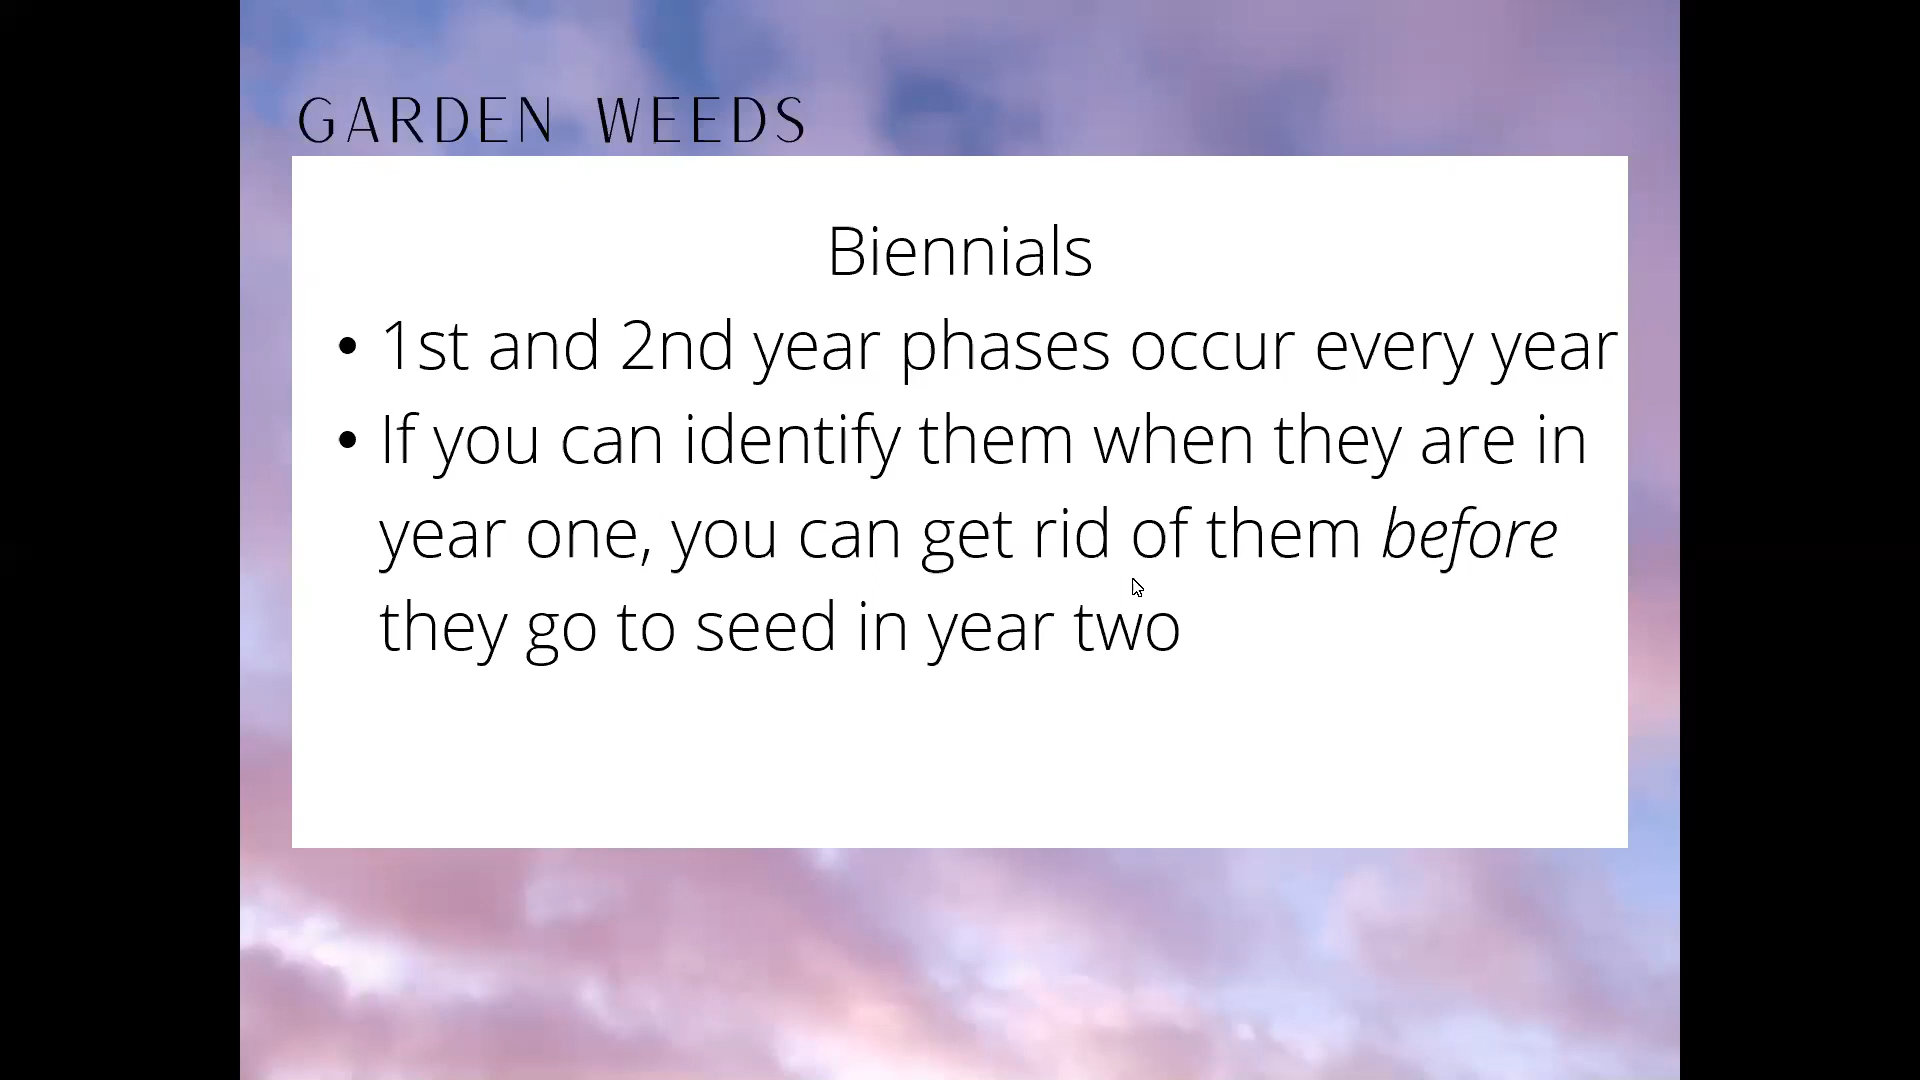 GARDEN WEEDS
Biennials
• 1st and 2nd year phases occur every year
• If you can identify them when they are in
year one, you can get rid of them before
they go to seed in year two